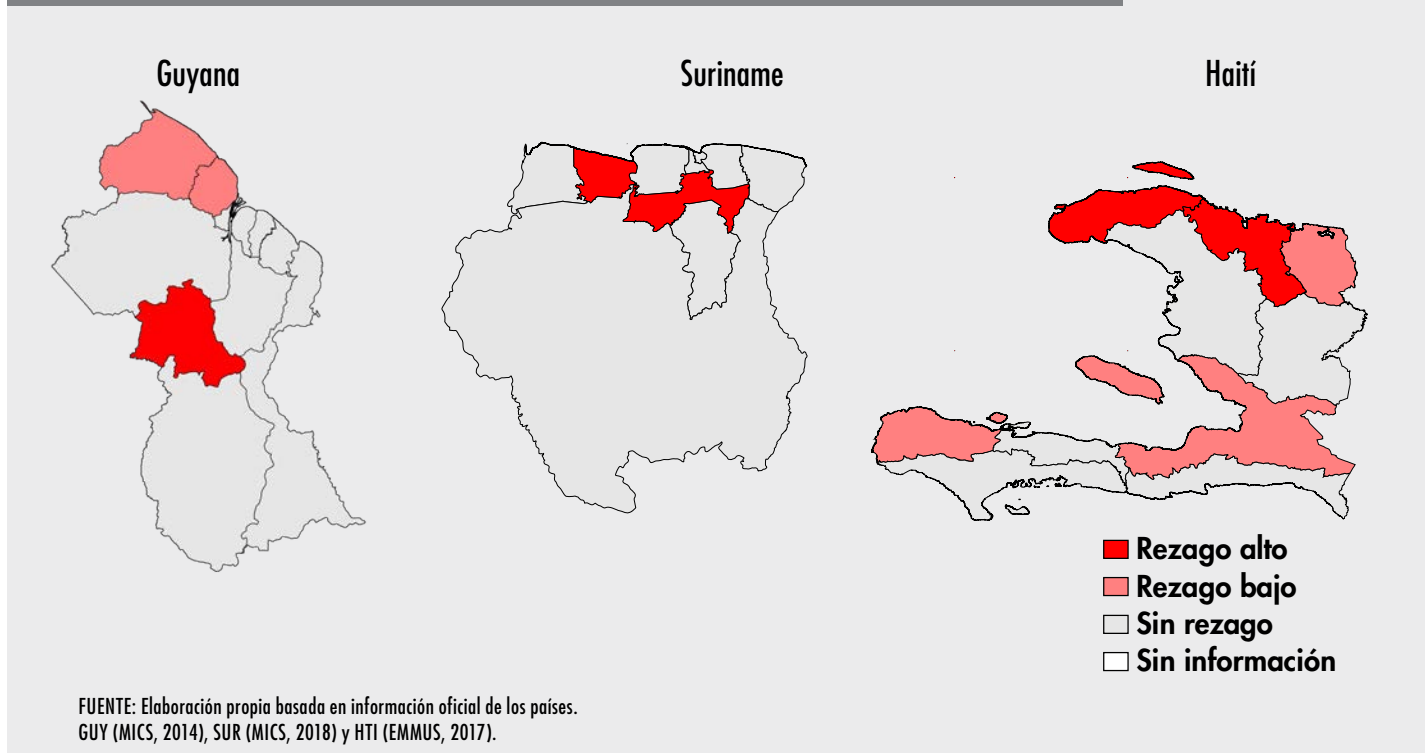 Guyana
Suriname
Haití
Rezago alto
Rezago bajo
Sin rezago
Sin información
FUENTE: Elaboración propia basada en información oficial de los países.
GUY (MICS, 2014), SUR (MICS, 2018) y HTI (EMMUS, 2017).